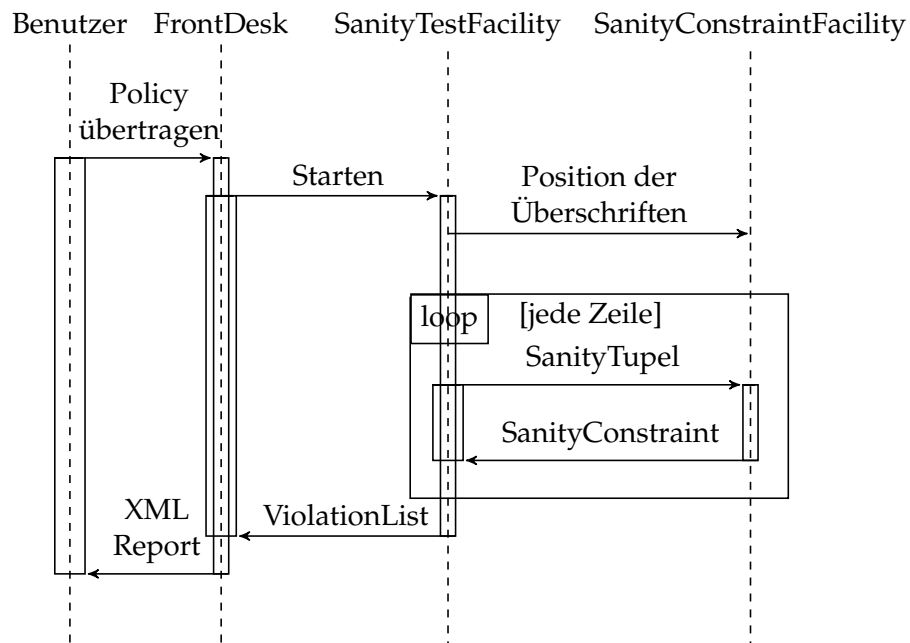 Benutzer FrontDesk SanityTestFacility SanityConstraintFacility
Policy
übertragen
Starten
Position der
Überschriften
loop [jede Zeile]
SanityTupel
SanityConstraint
ViolationList
XML
Report